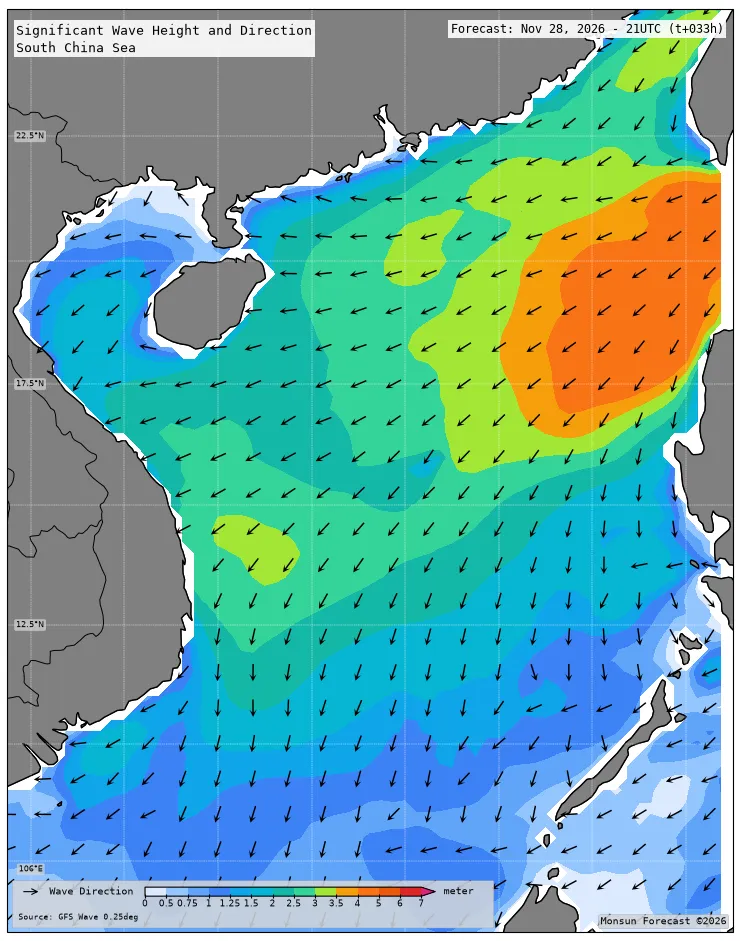 Significant Wave Height and Direction
South China Sea
Forecast: Nov 28, 2026 - 21UTC (t+033h)
22.5°N
17.5°N
12.5°N
106°E
Wave Direction
0 0.5 0.75 1 1.25 1.5 2 2.5 3 3.5 4 5 6 7
meter
Source: GFS Wave 0.25deg
Monsun Forecast ©2026